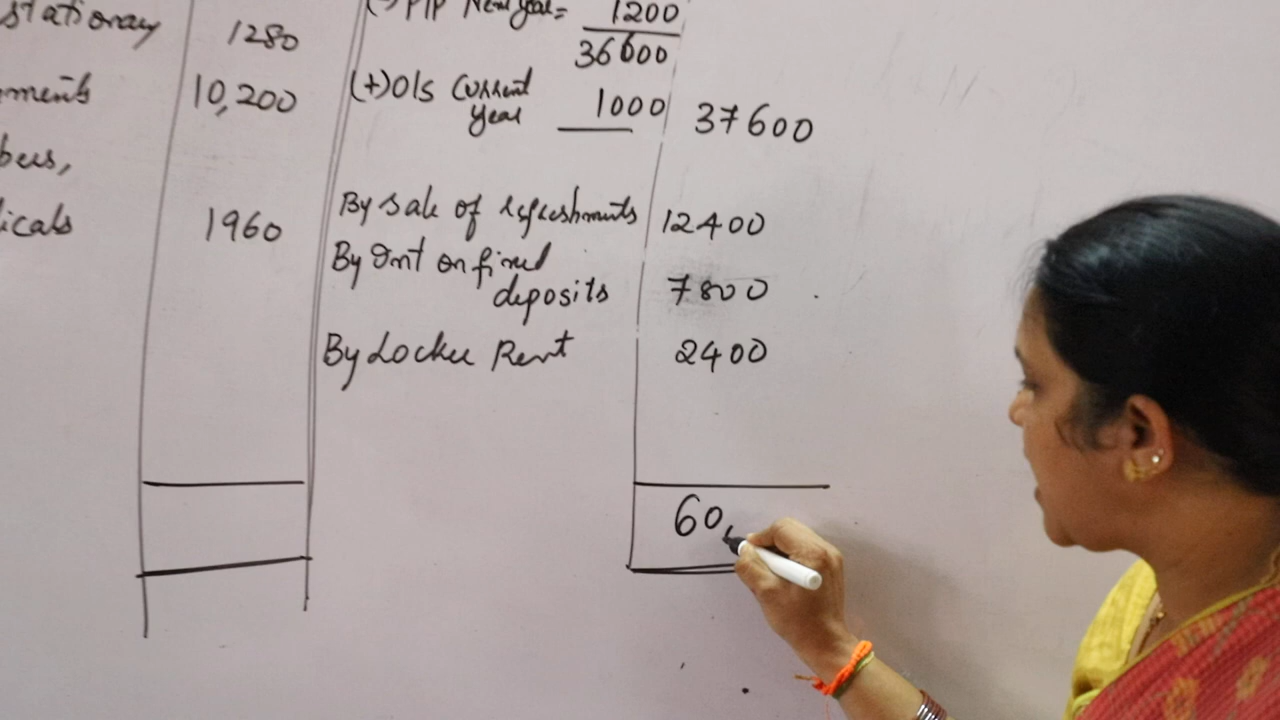 stationary 1280
(-) PIP New year= 1200
36600
ments 10,200
(+) O/s Current 1000 37600
year
bers,
icals 1960
By sale of refreshments 12400
By Int on fixed
deposits 7800
By Locker Rent 2400
60,